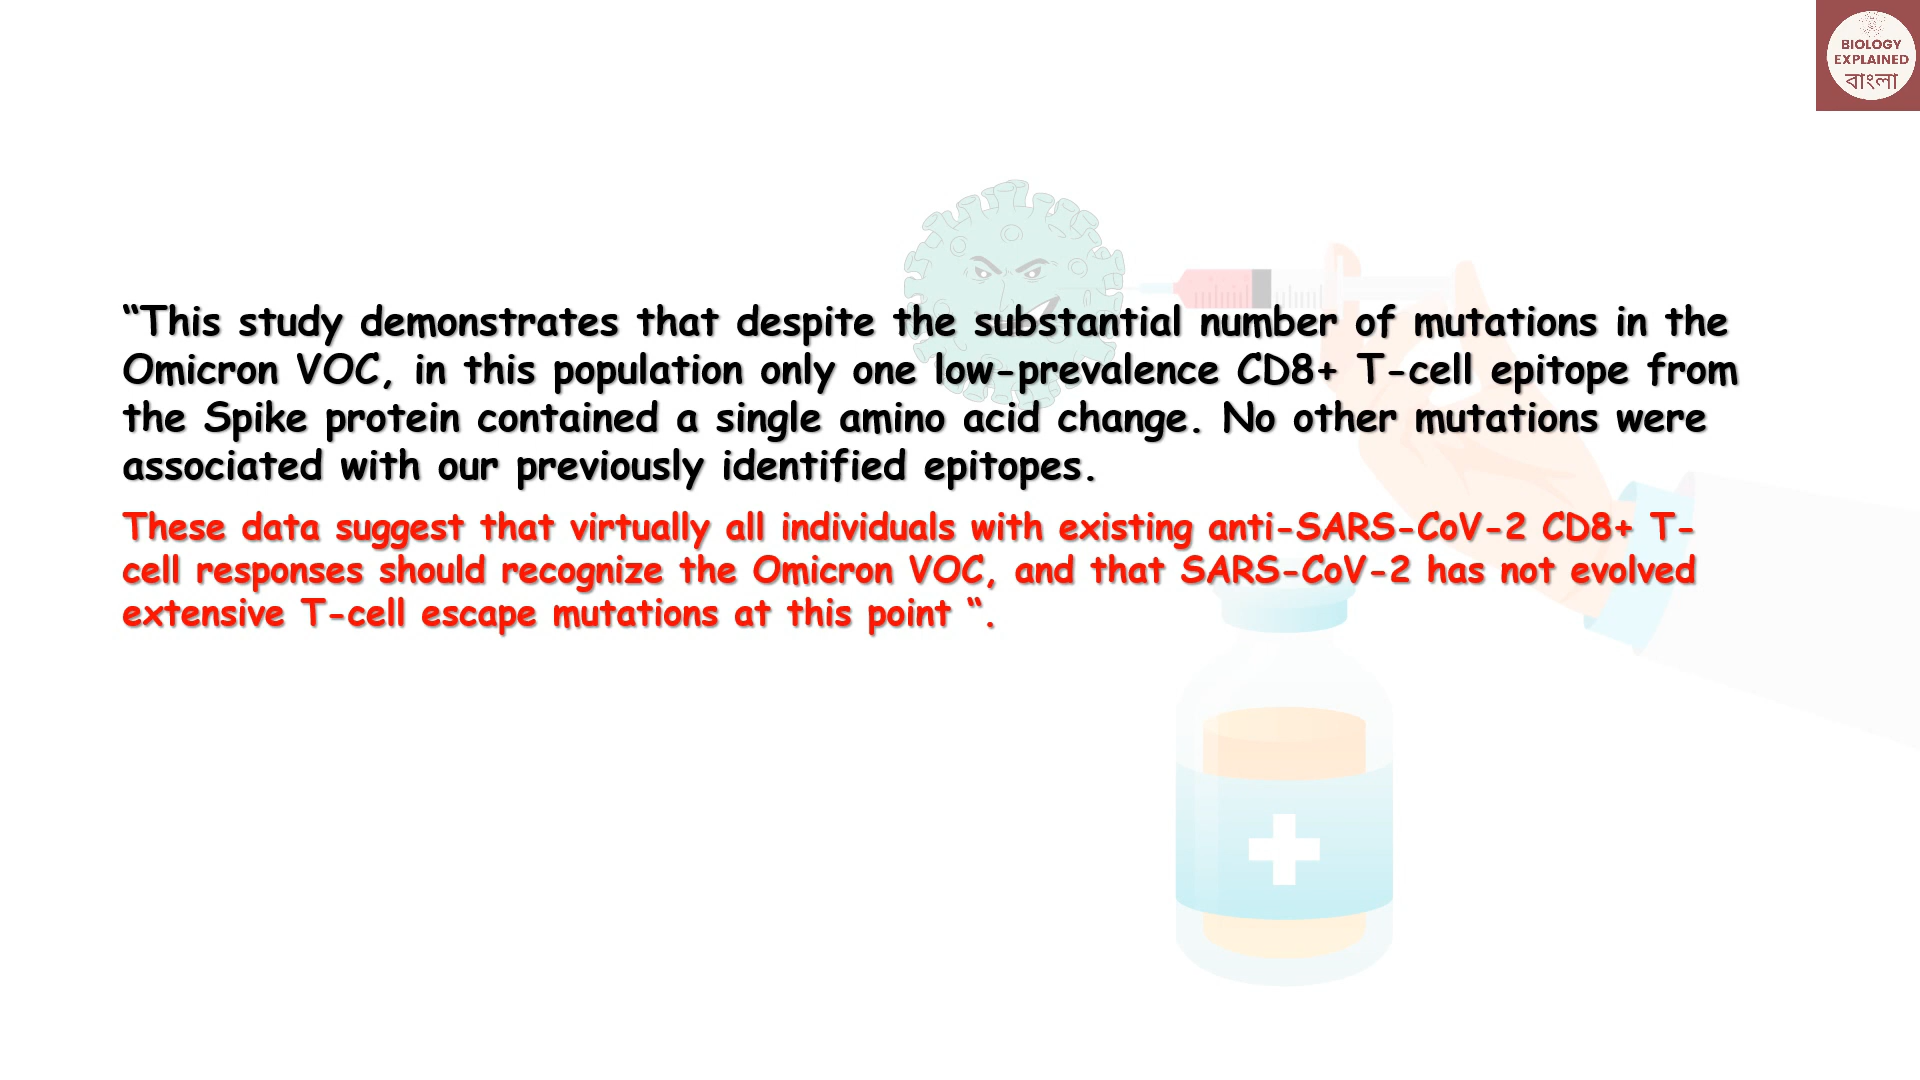 BIOLOGY
EXPLAINED
বাংলা
“This study demonstrates that despite the substantial number of mutations in the
Omicron VOC, in this population only one low-prevalence CD8+ T-cell epitope from
the Spike protein contained a single amino acid change. No other mutations were
associated with our previously identified epitopes.
These data suggest that virtually all individuals with existing anti-SARS-CoV-2 CD8+ T-
cell responses should recognize the Omicron VOC, and that SARS-CoV-2 has not evolved
extensive T-cell escape mutations at this point “.